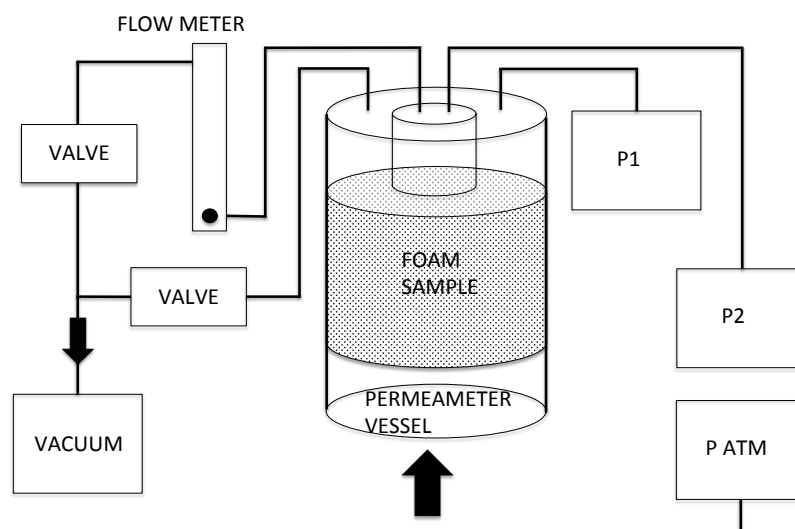 FLOW METER
VALVE
P1
FOAM
SAMPLE
VALVE
P2
PERMEAMETER
VESSEL
VACUUM
P ATM